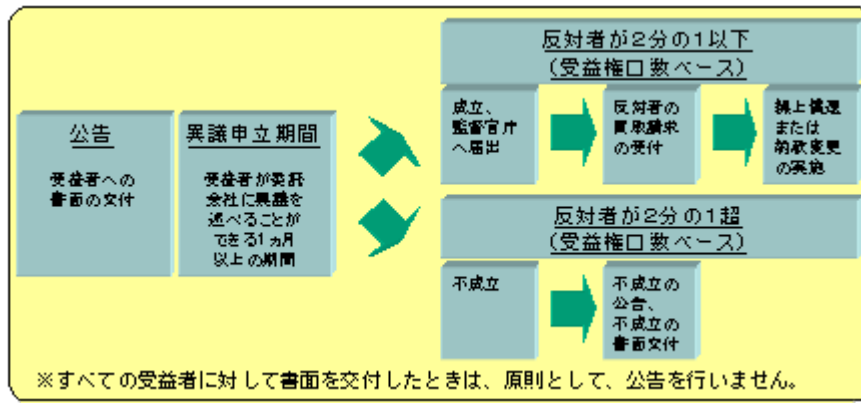 公告
受益者への
書面の交付
異議申立期間
受益者が委託
会社に異議を
述べることが
できる1ヵ月
以上の期間
反対者が2分の1以下
（受益権口数ベース）
成立、
監督官庁
へ届出
反対者の
買取請求
の受付
繰上償還
または
約款変更
の実施
反対者が2分の1超
（受益権口数ベース）
不成立
不成立の
公告、
不成立の
書面交付
※すべての受益者に対して書面を交付したときは、原則として、公告を行いません。